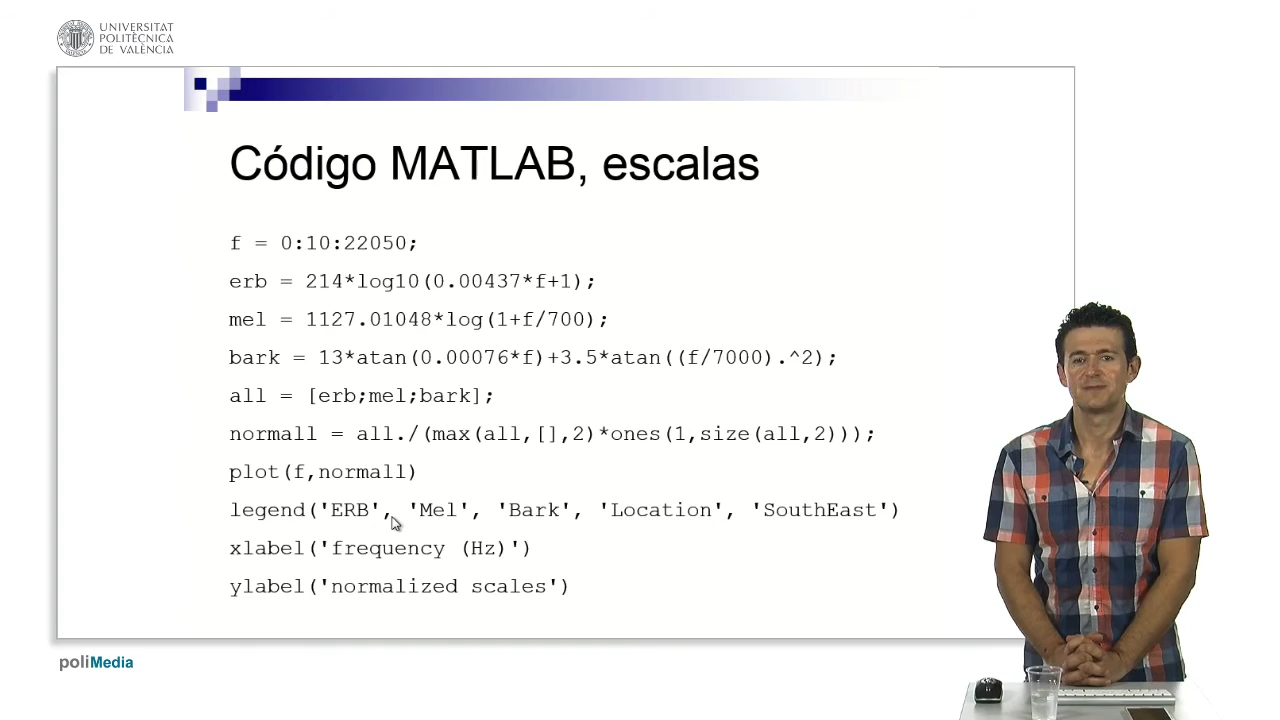 UNIVERSITAT
POLITÈCNICA
DE VALÈNCIA
Código MATLAB, escalas
f = 0:10:22050;
erb = 214*log10(0.00437*f+1);
mel = 1127.01048*log(1+f/700);
bark = 13*atan(0.00076*f)+3.5*atan((f/7000).^2);
all = [erb;mel;bark];
normall = all./(max(all,[],2)*ones(1,size(all,2)));
plot(f,normall)
legend('ERB', 'Mel', 'Bark', 'Location', 'SouthEast')
xlabel('frequency (Hz)')
ylabel('normalized scales')
poliMedia